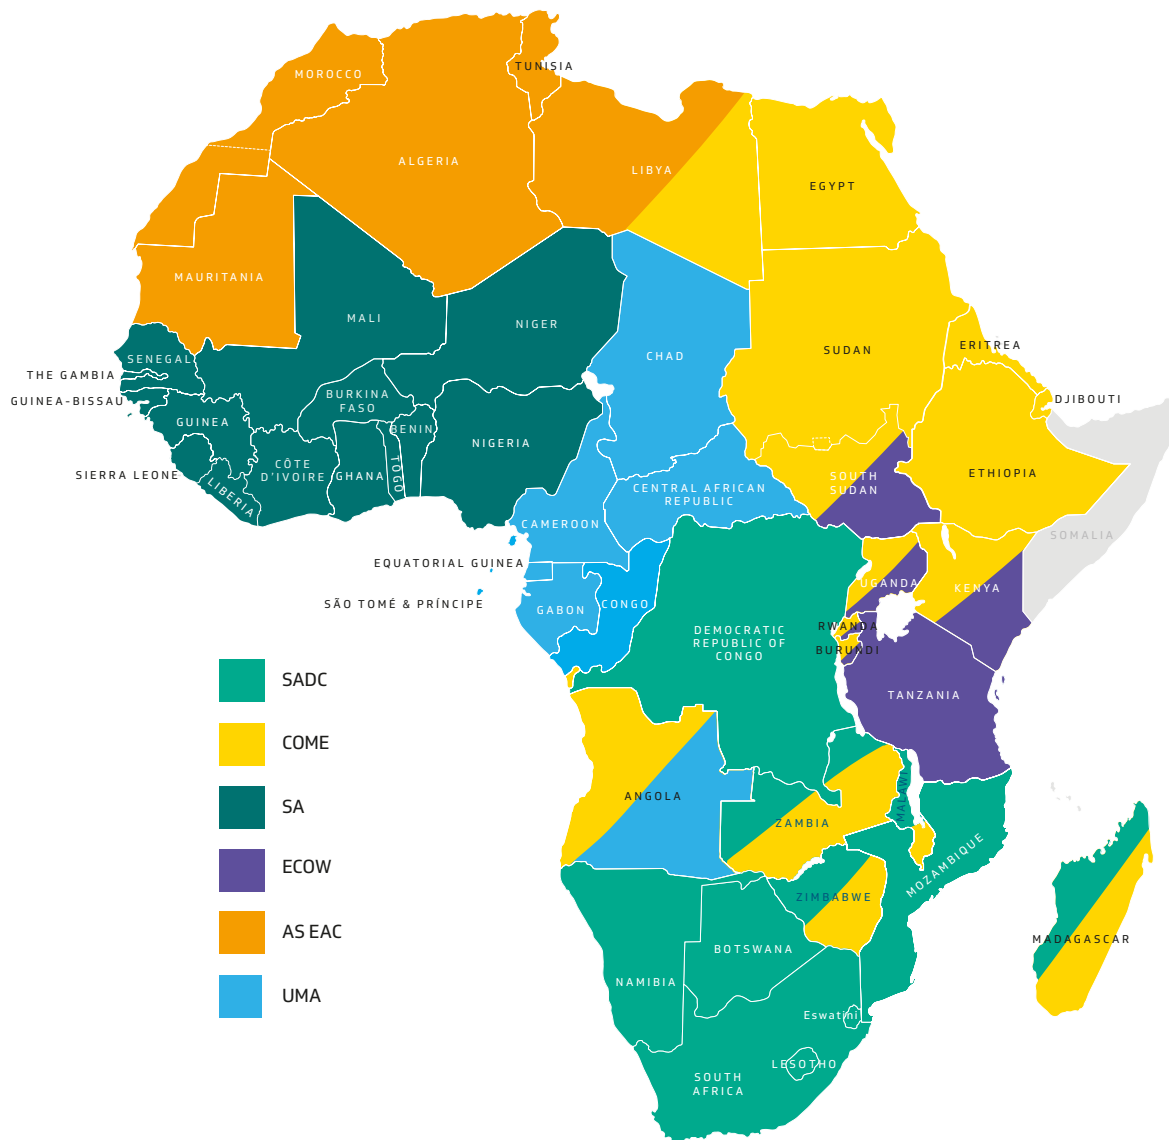 MOROCCO
TUNISIA
ALGERIA
LIBYA
EGYPT
MAURITANIA
MALI
NIGER
CHAD
SUDAN
ERITREA
SENEGAL
THE GAMBIA
GUINEA-BISSAU
GUINEA
BURKINA
FASO
BENIN
NIGERIA
DJIBOUTI
SIERRA LEONE
LIBERIA
CÔTE
D'IVOIRE
GHANA
TOGO
CENTRAL AFRICAN
REPUBLIC
SOUTH
SUDAN
ETHIOPIA
SOMALIA
CAMEROON
EQUATORIAL GUINEA
SÃO TOMÉ & PRÍNCIPE
GABON
CONGO
UGANDA
KENYA
RWANDA
BURUNDI
DEMOCRATIC
REPUBLIC OF
CONGO
TANZANIA
SADC
COME
SA
ECOW
AS EAC
UMA
ANGOLA
ZAMBIA
MALAWI
MOZAMBIQUE
ZIMBABWE
MADAGASCAR
BOTSWANA
NAMIBIA
Eswatini
LESOTHO
SOUTH
AFRICA